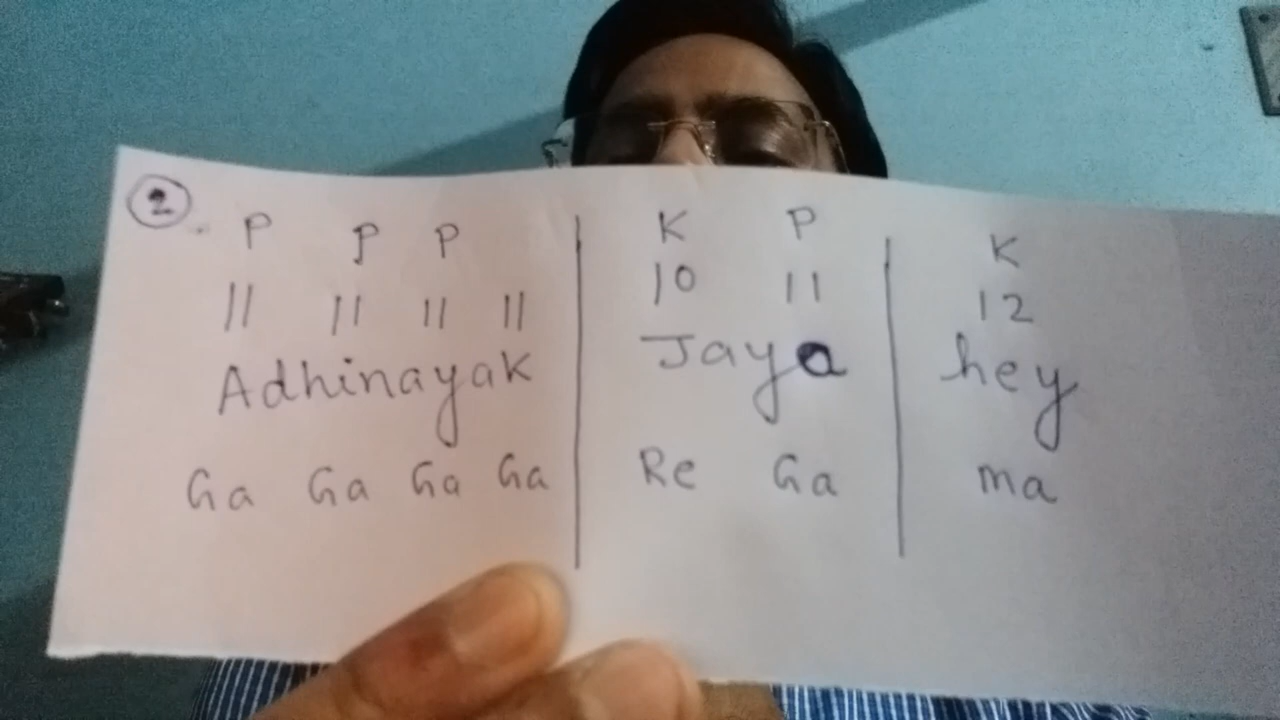 2.
P P P K P K
11 11 11 11 10 11 12
Adhinayak Jaya hey
Ga Ga Ga Ga Re Ga ma